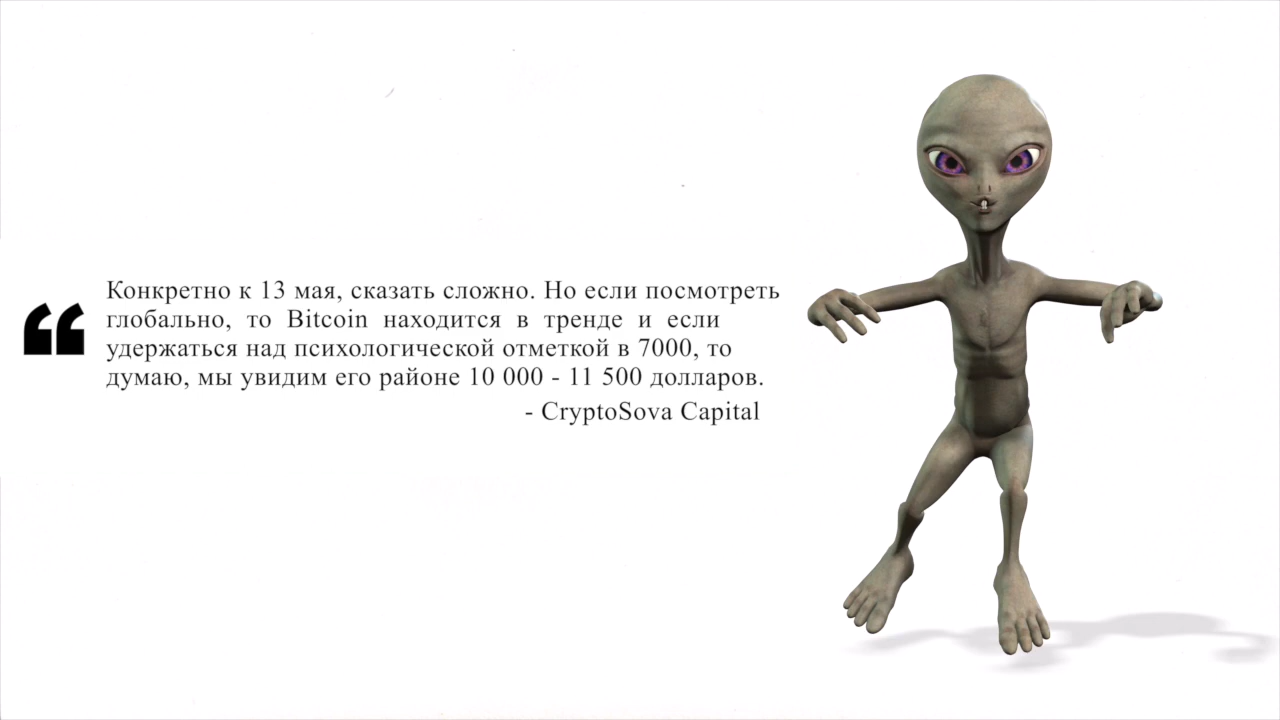 Конкретно к 13 мая, сказать сложно. Но если посмотреть
глобально, то Bitcoin находится в тренде и если
удержаться над психологической отметкой в 7000, то
думаю, мы увидим его районе 10 000 - 11 500 долларов.
- CryptoSova Capital